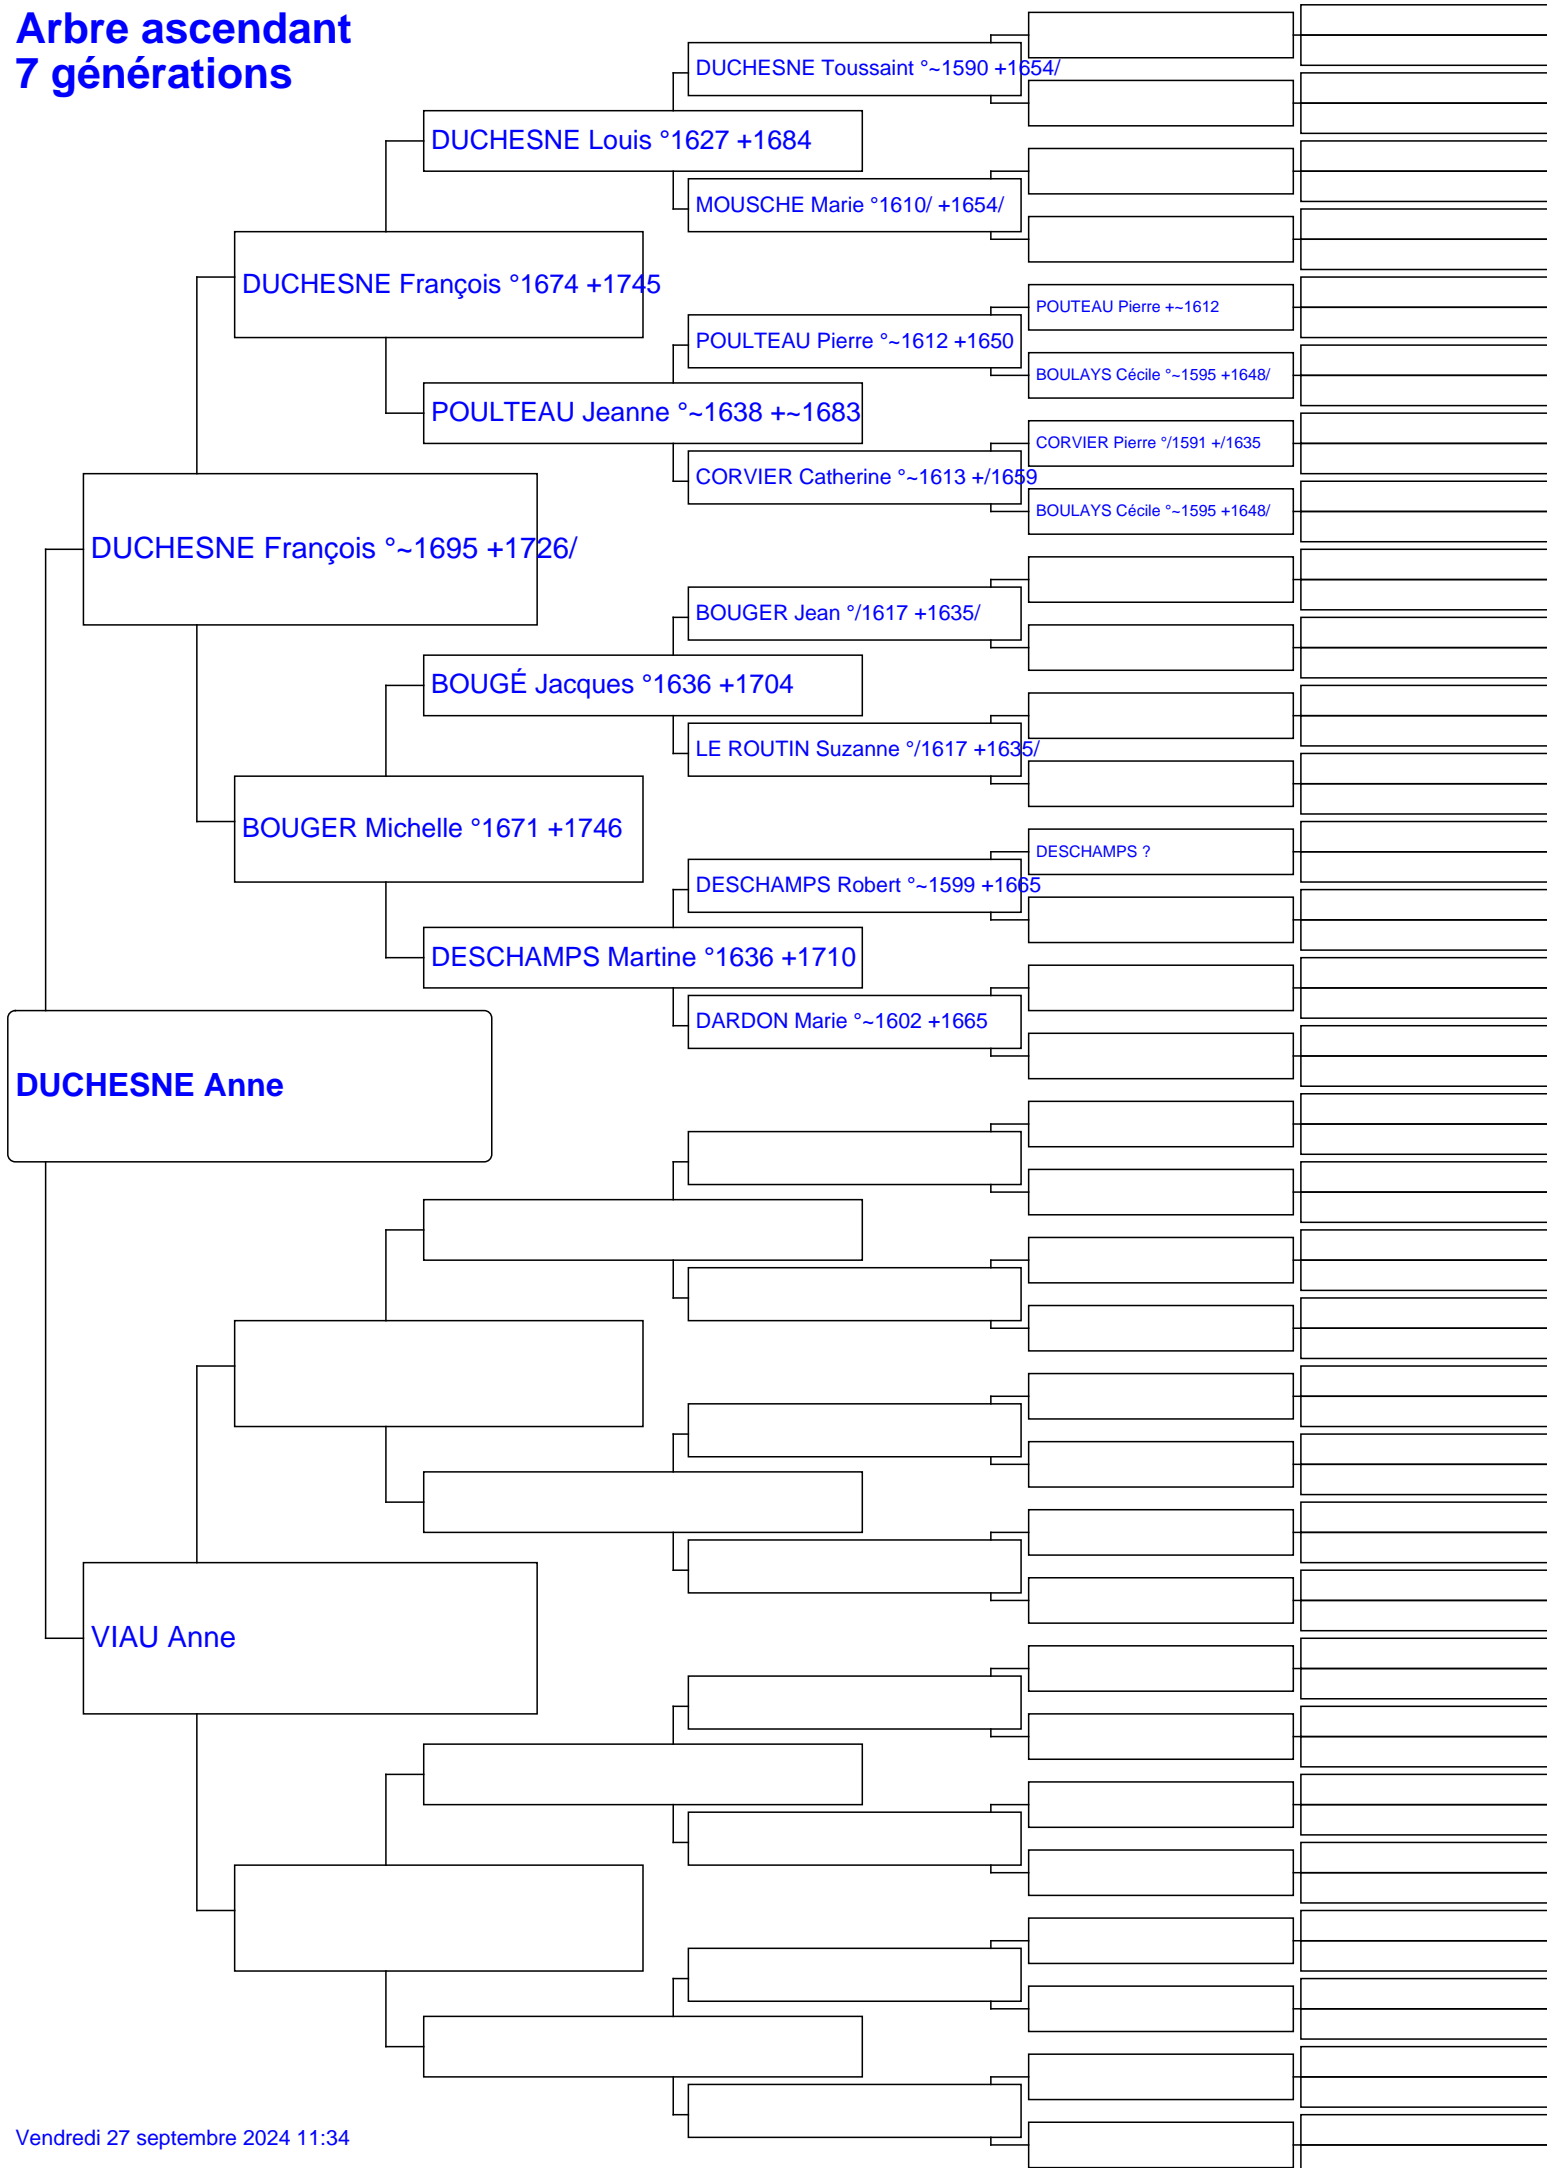 Arbre ascendant
7 générations
DUCHESNE Toussaint °~1590 +1654/
DUCHESNE Louis °1627 +1684
MOUSCHE Marie °1610/ +1654/
DUCHESNE François °1674 +1745
POUTEAU Pierre +~1612
POULTEAU Pierre °~1612 +1650
BOULAYS Cécile °~1595 +1648/
POULTEAU Jeanne °~1638 +~1683
CORVIER Pierre °/1591 +/1635
CORVIER Catherine °~1613 +/1659
BOULAYS Cécile °~1595 +1648/
DUCHESNE François °~1695 +1726/
BOUGER Jean °/1617 +1635/
BOUGÉ Jacques °1636 +1704
LE ROUTIN Suzanne °/1617 +1635/
BOUGER Michelle °1671 +1746
DESCHAMPS ?
DESCHAMPS Robert °~1599 +1665
DESCHAMPS Martine °1636 +1710
DARDON Marie °~1602 +1665
DUCHESNE Anne
VIAU Anne
Vendredi 27 septembre 2024 11:34